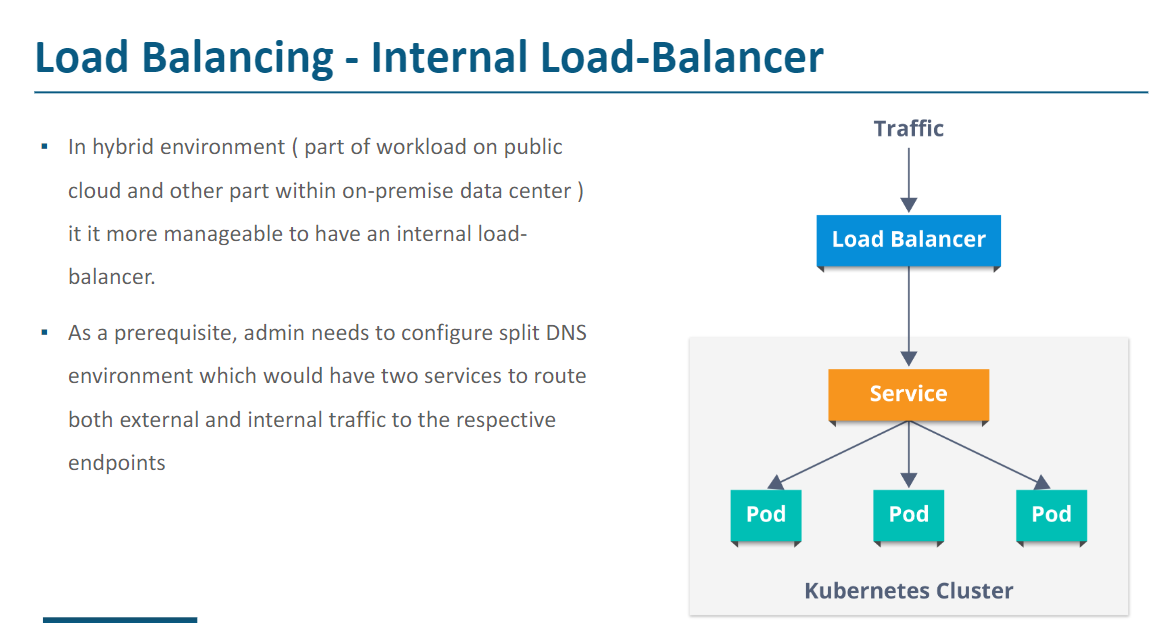 Load Balancing - Internal Load-Balancer
▪ In hybrid environment ( part of workload on public
cloud and other part within on-premise data center )
it it more manageable to have an internal load-
balancer.
▪ As a prerequisite, admin needs to configure split DNS
environment which would have two services to route
both external and internal traffic to the respective
endpoints
Traffic
Load Balancer
Service
Pod
Pod
Pod
Kubernetes Cluster